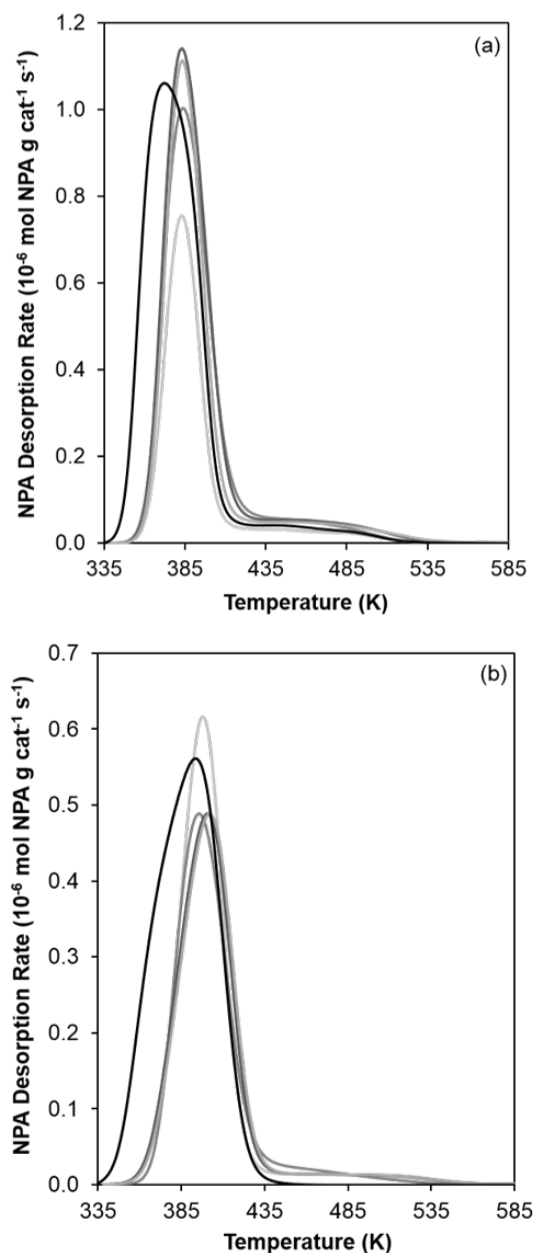 (a)
NPA Desorption Rate (10⁻⁶ mol NPA g cat⁻¹ s⁻¹)
1.2
1.0
0.8
0.6
0.4
0.2
0.0
335 385 435 485 535 585
Temperature (K)
(b)
NPA Desorption Rate (10⁻⁶ mol NPA g cat⁻¹ s⁻¹)
0.7
0.6
0.5
0.4
0.3
0.2
0.1
0.0
335 385 435 485 535 585
Temperature (K)